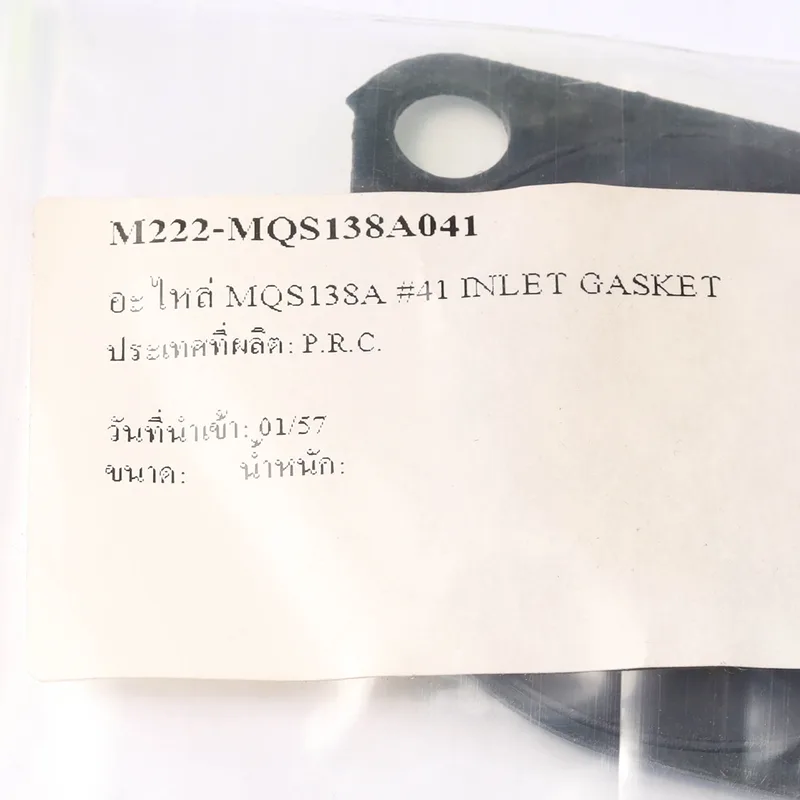 M222-MQS138A041
อะไหล่ MQS138A #41 INLET GASKET
ประเทศที่ผลิต: P.R.C.
วันที่นำเข้า: 01/57
ขนาด: น้ำหนัก: